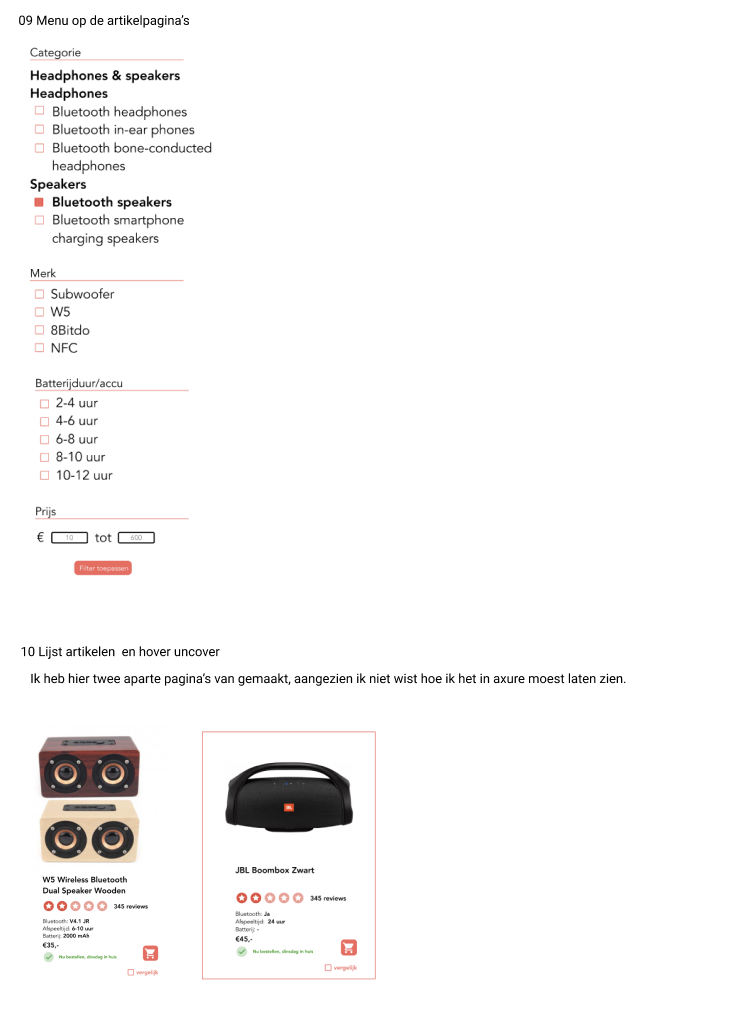 09 Menu op de artikelpagina’s
Categorie
Headphones & speakers
Headphones
Bluetooth headphones
Bluetooth in-ear phones
Bluetooth bone-conducted
headphones
Speakers
Bluetooth speakers
Bluetooth smartphone
charging speakers
Merk
Subwoofer
W5
8Bitdo
NFC
Batterijduur/accu
2-4 uur
4-6 uur
6-8 uur
8-10 uur
10-12 uur
Prijs
€ 10 tot 600
Filter toepassen
10 Lijst artikelen en hover uncover
Ik heb hier twee aparte pagina’s van gemaakt, aangezien ik niet wist hoe ik het in axure moest laten zien.
W5 Wireless Bluetooth
Dual Speaker Wooden
345 reviews
Bluetooth: V4.1 JR
Afspeeltijd: 6-10 uur
Batterij: 2000 mAh
€35,-
Nu bestellen, dinsdag in huis
vergelijk
JBL
JBL Boombox Zwart
345 reviews
Bluetooth: Ja
Afspeeltijd: 24 uur
Batterij: -
€45,-
Nu bestellen, dinsdag in huis
vergelijk